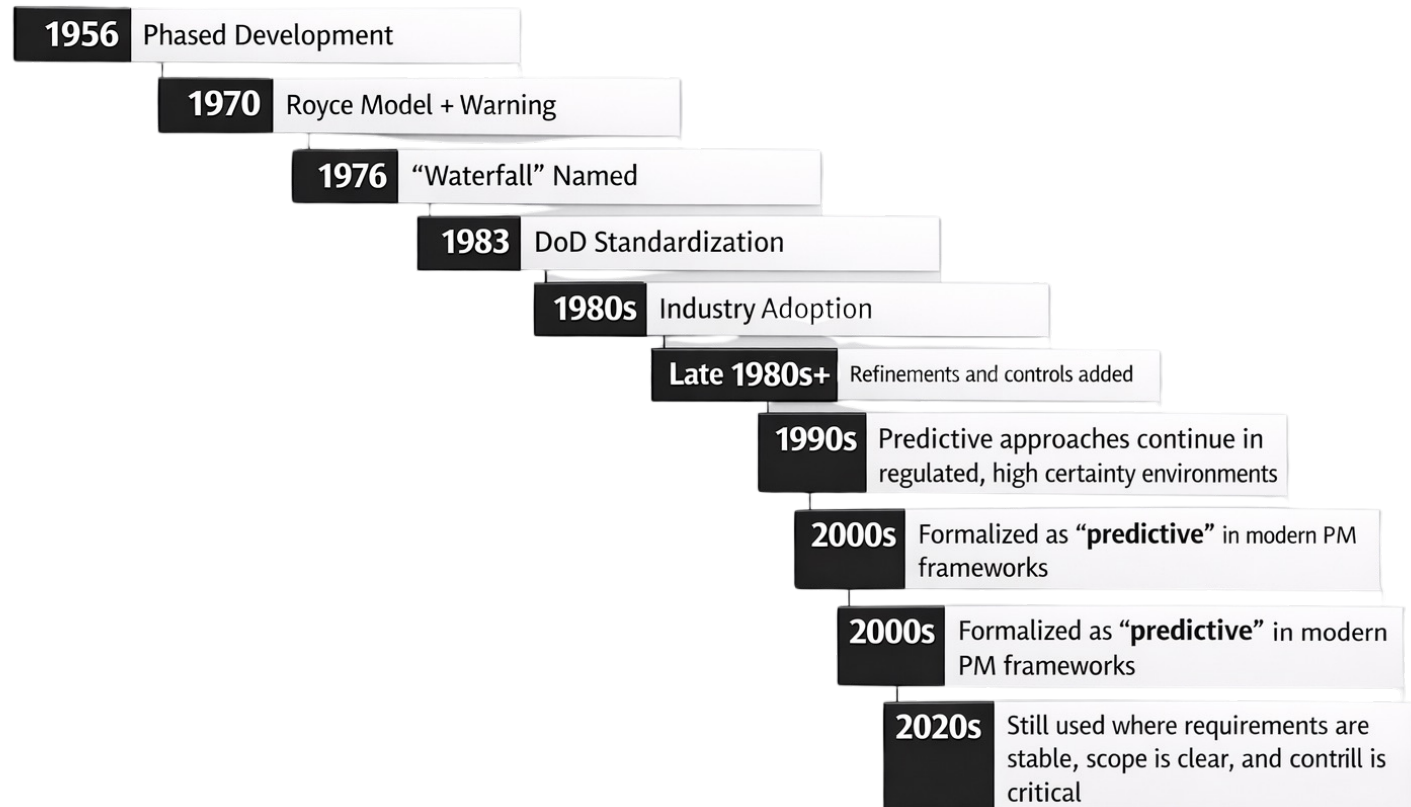 1956 Phased Development
1970 Royce Model + Warning
1976 “Waterfall” Named
1983 DoD Standardization
1980s Industry Adoption
Late 1980s+ Refinements and controls added
1990s Predictive approaches continue in
regulated, high certainty environments
2000s Formalized as “predictive” in modern PM
frameworks
2000s Formalized as “predictive” in modern
PM frameworks
2020s Still used where requirements are
stable, scope is clear, and contrill is
critical